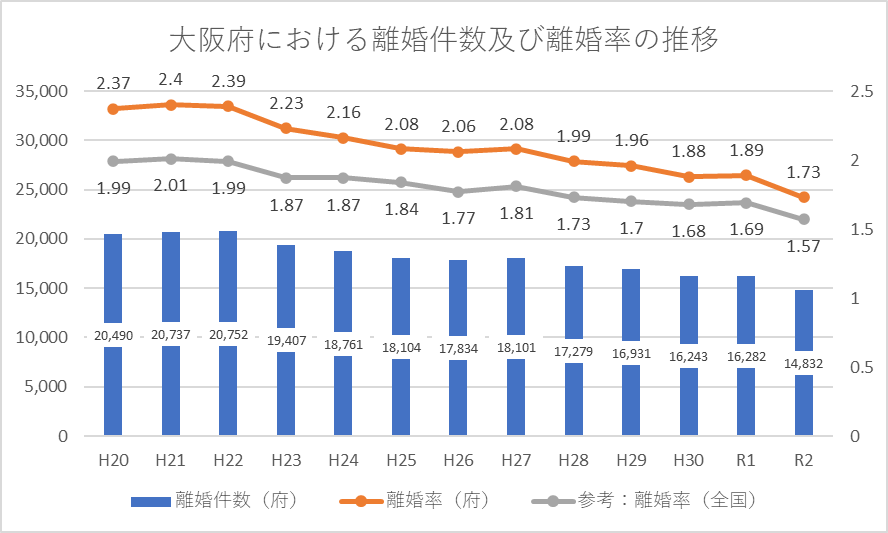 大阪府における離婚件数及び離婚率の推移
2.37 2.4 2.39 2.23 2.16 2.08 2.06 2.08 1.99 1.96 1.88 1.89 1.73
1.99 2.01 1.99 1.87 1.87 1.84 1.77 1.81 1.73 1.7 1.68 1.69 1.57
20,490 20,737 20,752 19,407 18,761 18,104 17,834 18,101 17,279 16,931 16,243 16,282 14,832
35,000
30,000
25,000
20,000
15,000
10,000
5,000
0
2.5
2
1.5
1
0.5
0
H20 H21 H22 H23 H24 H25 H26 H27 H28 H29 H30 R1 R2
離婚件数（府） 離婚率（府） 参考：離婚率（全国）